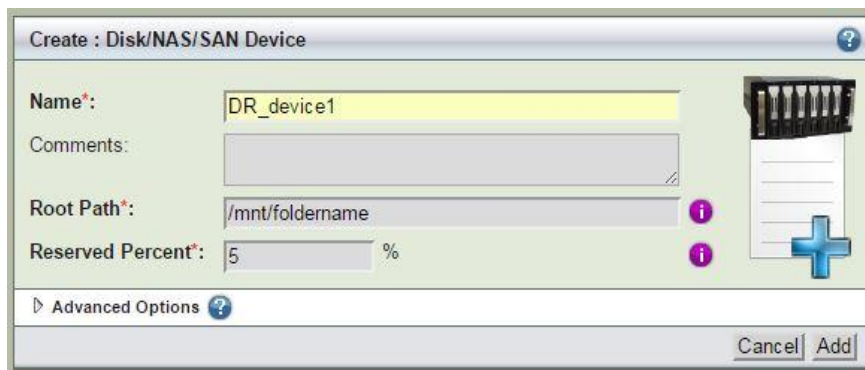 Create : Disk/NAS/SAN Device
Name*: DR_device1
Comments:
Root Path*: /mnt/foldername
Reserved Percent*: 5 %
Advanced Options
Cancel Add